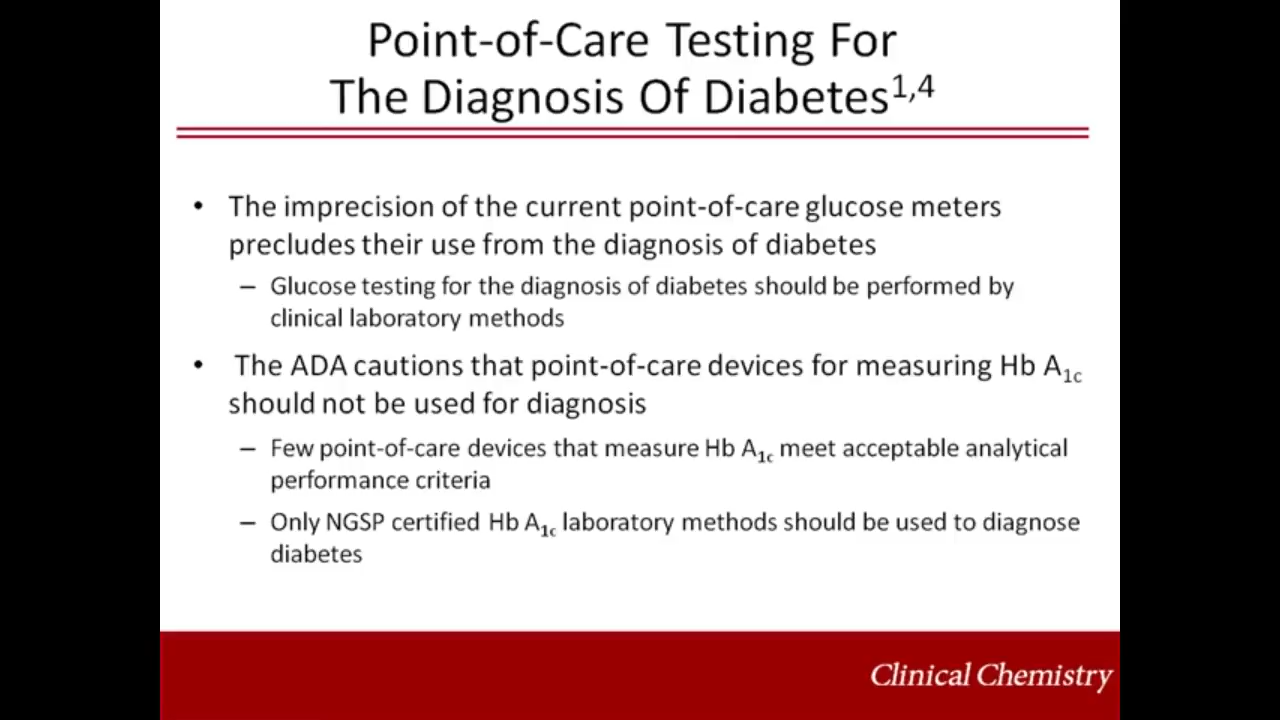 Point-of-Care Testing For
The Diagnosis Of Diabetes1,4
• The imprecision of the current point-of-care glucose meters
precludes their use from the diagnosis of diabetes
– Glucose testing for the diagnosis of diabetes should be performed by
clinical laboratory methods
• The ADA cautions that point-of-care devices for measuring Hb A1c
should not be used for diagnosis
– Few point-of-care devices that measure Hb A1c meet acceptable analytical
performance criteria
– Only NGSP certified Hb A1c laboratory methods should be used to diagnose
diabetes
Clinical Chemistry